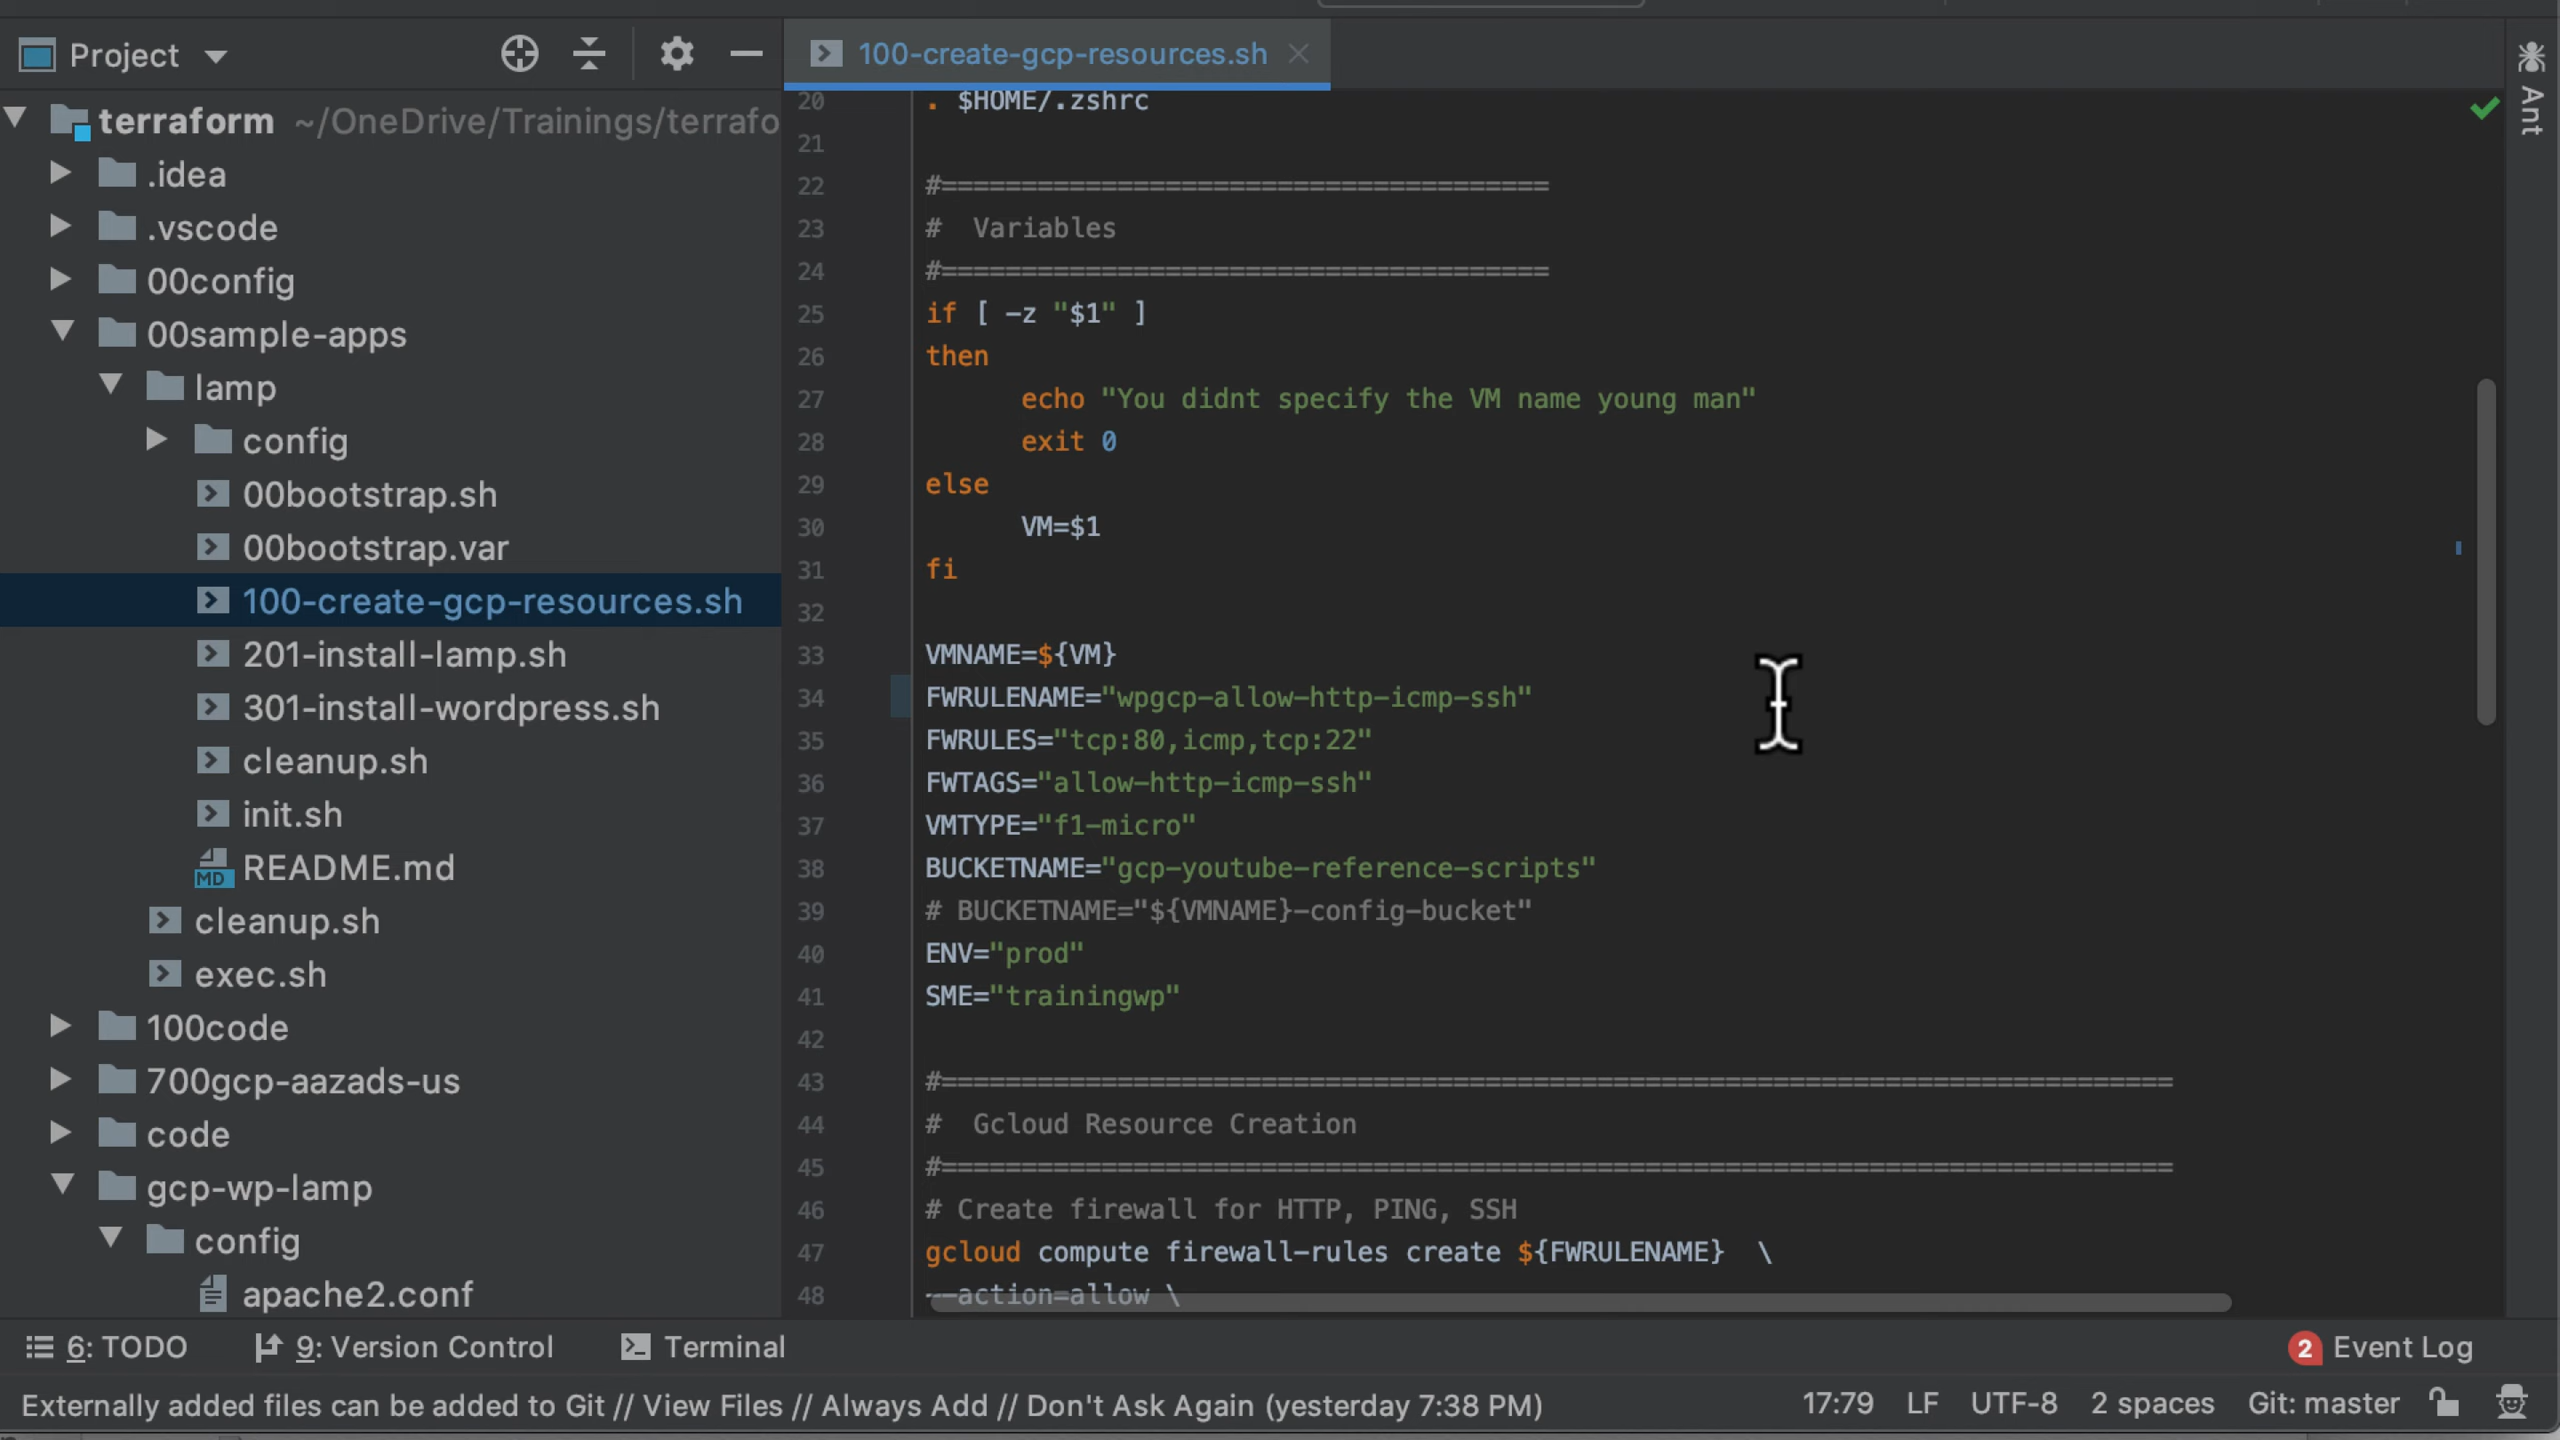 Project
100-create-gcp-resources.sh
Ant
terraform ~/OneDrive/Trainings/terrafo
.idea
.vscode
00config
00sample-apps
lamp
config
00bootstrap.sh
00bootstrap.var
100-create-gcp-resources.sh
201-install-lamp.sh
301-install-wordpress.sh
cleanup.sh
init.sh
MD README.md
cleanup.sh
exec.sh
100code
700gcp-aazads-us
code
gcp-wp-lamp
config
apache2.conf
20 . $HOME/.zshrc
21
22 #======================================
23 #  Variables
24 #======================================
25 if [ -z "$1" ]
26 then
27       echo "You didnt specify the VM name young man"
28       exit 0
29 else
30       VM=$1
31 fi
32
33 VMNAME=${VM}
34 FWRULENAME="wpgcp-allow-http-icmp-ssh"
35 FWRULES="tcp:80,icmp,tcp:22"
36 FWTAGS="allow-http-icmp-ssh"
37 VMTYPE="f1-micro"
38 BUCKETNAME="gcp-youtube-reference-scripts"
39 # BUCKETNAME="${VMNAME}-config-bucket"
40 ENV="prod"
41 SME="trainingwp"
42
43 #=============================================================================
44 #  Gcloud Resource Creation
45 #=============================================================================
46 # Create firewall for HTTP, PING, SSH
47 gcloud compute firewall-rules create ${FWRULENAME}  \
48 --action=allow \
6: TODO
9: Version Control
Terminal
2 Event Log
Externally added files can be added to Git // View Files // Always Add // Don't Ask Again (yesterday 7:38 PM)
17:79 LF UTF-8 2 spaces Git: master